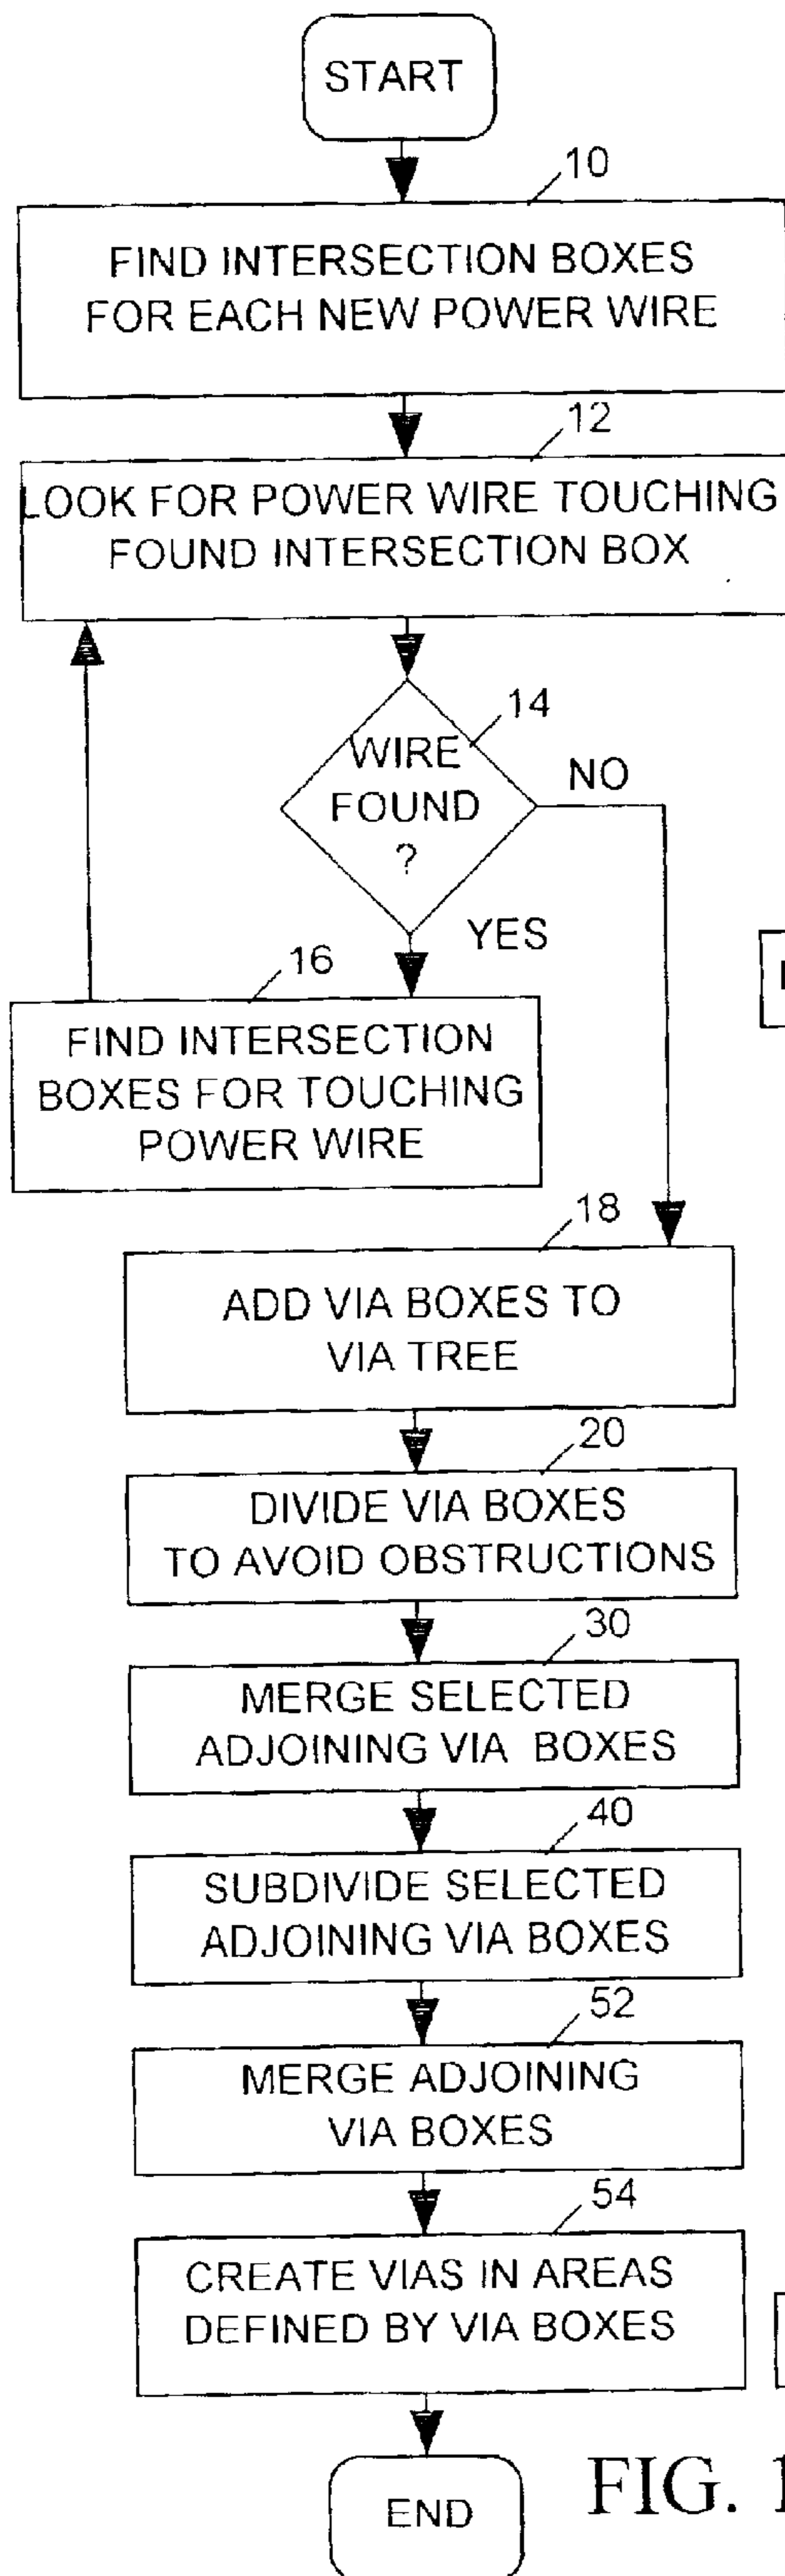 START
10
FIND INTERSECTION BOXES
FOR EACH NEW POWER WIRE
12
LOOK FOR POWER WIRE TOUCHING
FOUND INTERSECTION BOX
14
WIRE
FOUND
?
NO
YES
16
FIND INTERSECTION
BOXES FOR TOUCHING
POWER WIRE
18
ADD VIA BOXES TO
VIA TREE
20
DIVIDE VIA BOXES
TO AVOID OBSTRUCTIONS
30
MERGE SELECTED
ADJOINING VIA BOXES
40
SUBDIVIDE SELECTED
ADJOINING VIA BOXES
52
MERGE ADJOINING
VIA BOXES
54
CREATE VIAS IN AREAS
DEFINED BY VIA BOXES
END
FIG. 1